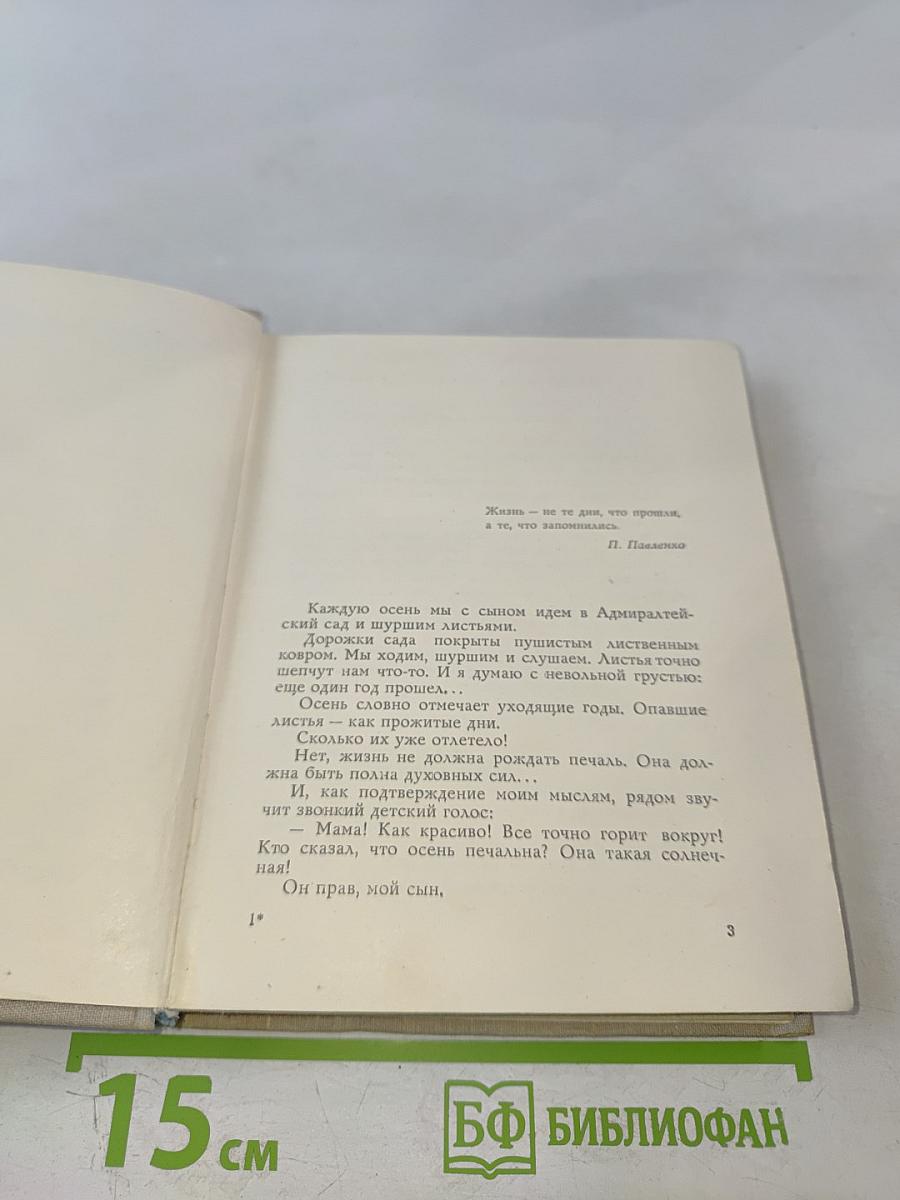 Жизнь — не те дни, что прошли,
а те, что запомнились.
П. Павленко
Каждую осень мы с сыном идем в Адмиралтей-
ский сад и шуршим листьями.
Дорожки сада покрыты пушистым лиственным
ковром. Мы ходим, шуршим и слушаем. Листья точно
шепчут нам что-то. И я думаю с невольной грустью:
еще один год прошел...
Осень словно отмечает уходящие годы. Опавшие
листья — как прожитые дни.
Сколько их уже отлетело!
Нет, жизнь не должна рождать печаль. Она дол-
жна быть полна духовных сил...
И, как подтверждение моим мыслям, рядом зву-
чит звонкий детский голос:
— Мама! Как красиво! Все точно горит вокруг!
Кто сказал, что осень печальна? Она такая солнеч-
ная!
Он прав, мой сын.
1*
3
15 см
БФ БИБЛИОФАН